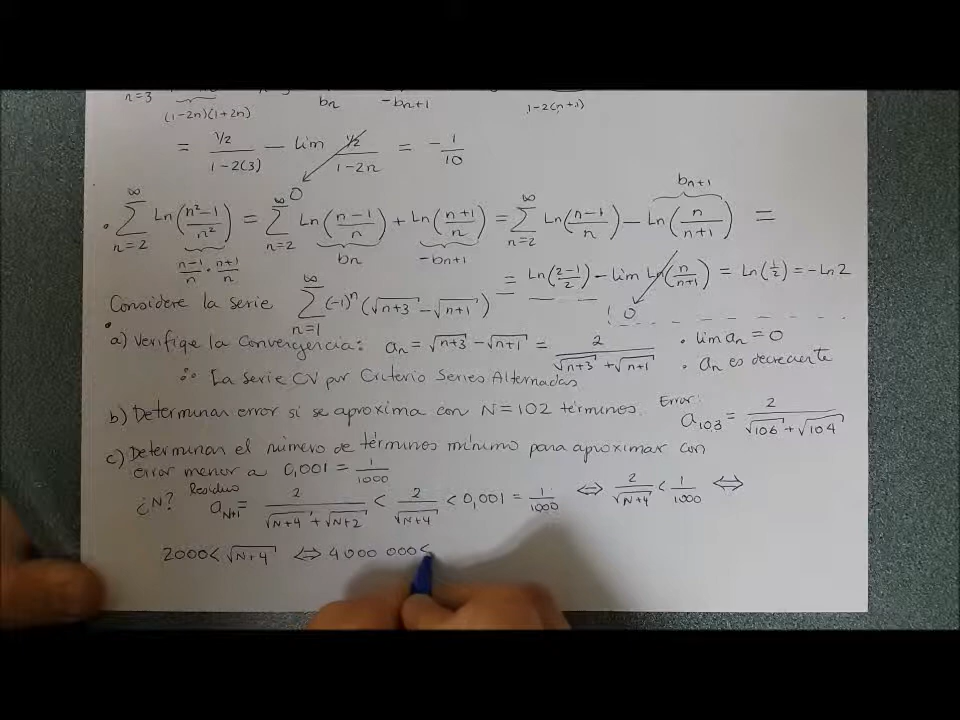 n=3 (1-2n)(1+2n) bn -bn+1 1-2(n+1)
= 1/2 / 1-2(3) - lim 1/2 / 1-2n = - 1/10
0
bn+1
• ∑ n=2 ∞ Ln(n²-1 / n²) = ∑ n=2 ∞ Ln(n-1 / n) + Ln(n+1 / n) = ∑ n=2 ∞ Ln(n-1 / n) - Ln(n / n+1) =
n-1 / n · n+1 / n bn -bn+1
= Ln(2-1 / 2) - lim Ln(n / n+1) = Ln(1/2) = -Ln2
0
Considere la serie ∑ n=1 ∞ (-1)ⁿ (√n+3 - √n+1)
a) Verifique la Convergencia: an = √n+3 - √n+1 = 2 / √n+3 + √n+1 • lim an = 0
• an es decreciente
∴ La serie CV por Criterio Series Alternadas
b) Determinar error si se aproxima con N=102 términos. Error: a103 = 2 / √106 + √104
c) Determinar el número de términos mínimo para aproximar con
error menor a 0,001 = 1/1000
¿N? Residuo aN+1 = 2 / √N+4 + √N+2 < 2 / √N+4 < 0,001 = 1/1000 ⇔ 2 / √N+4 < 1/1000 ⇔
2000 < √N+4 ⇔ 4 000 000 <